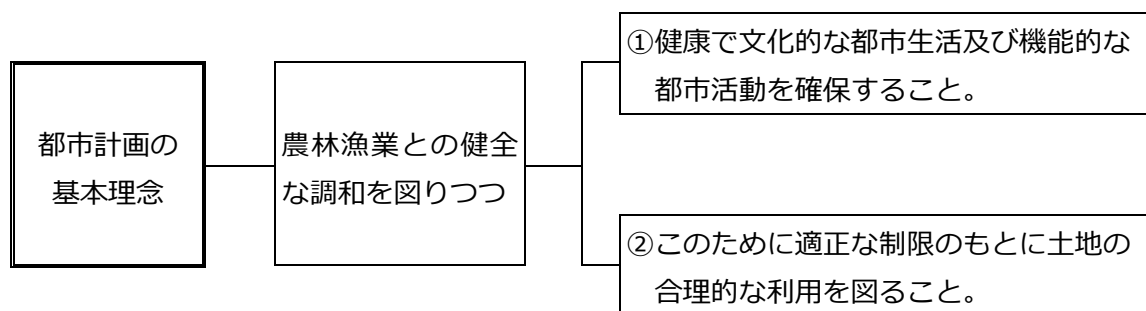 都市計画の
基本理念
農林漁業との健全
な調和を図りつつ
①健康で文化的な都市生活及び機能的な
都市活動を確保すること。
②このために適正な制限のもとに土地の
合理的な利用を図ること。